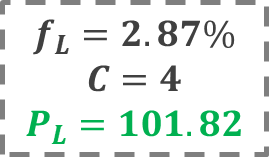 f_L = 2.87%
C = 4
P_L = 101.82